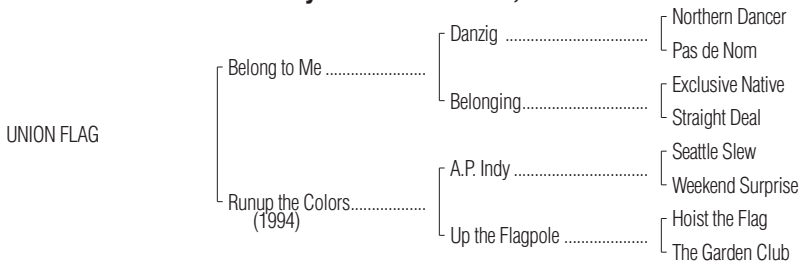 Northern Dancer
Danzig ......................................
Pas de Nom
Belong to Me ........................
Exclusive Native
Belonging.................................
Straight Deal
UNION FLAG
Seattle Slew
A.P. Indy ...................................
Weekend Surprise
Runup the Colors..................
(1994)
Hoist the Flag
Up the Flagpole ......................
The Garden Club